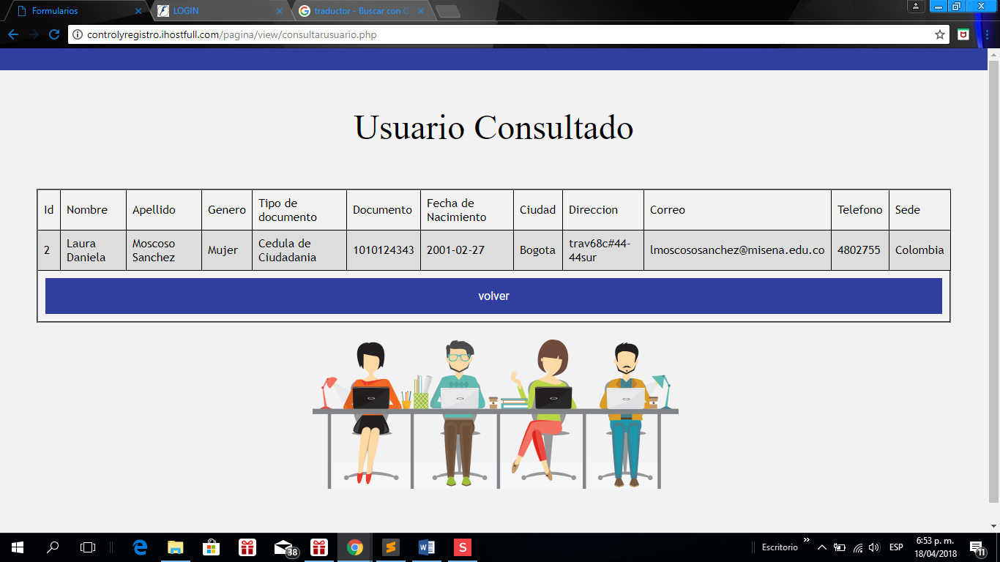 Formularios
LOGIN
traductor - Buscar con G
controlyregistro.ihostfull.com/pagina/view/consultarusuario.php
Usuario Consultado
Id Nombre Apellido Genero Tipo de documento Documento Fecha de Nacimiento Ciudad Direccion Correo Telefono Sede
2 Laura Daniela Moscoso Sanchez Mujer Cedula de Ciudadania 1010124343 2001-02-27 Bogota trav68c#44-44sur lmoscososanchez@misena.edu.co 4802755 Colombia
volver
38
Escritorio
ESP
6:53 p. m.
18/04/2018
11